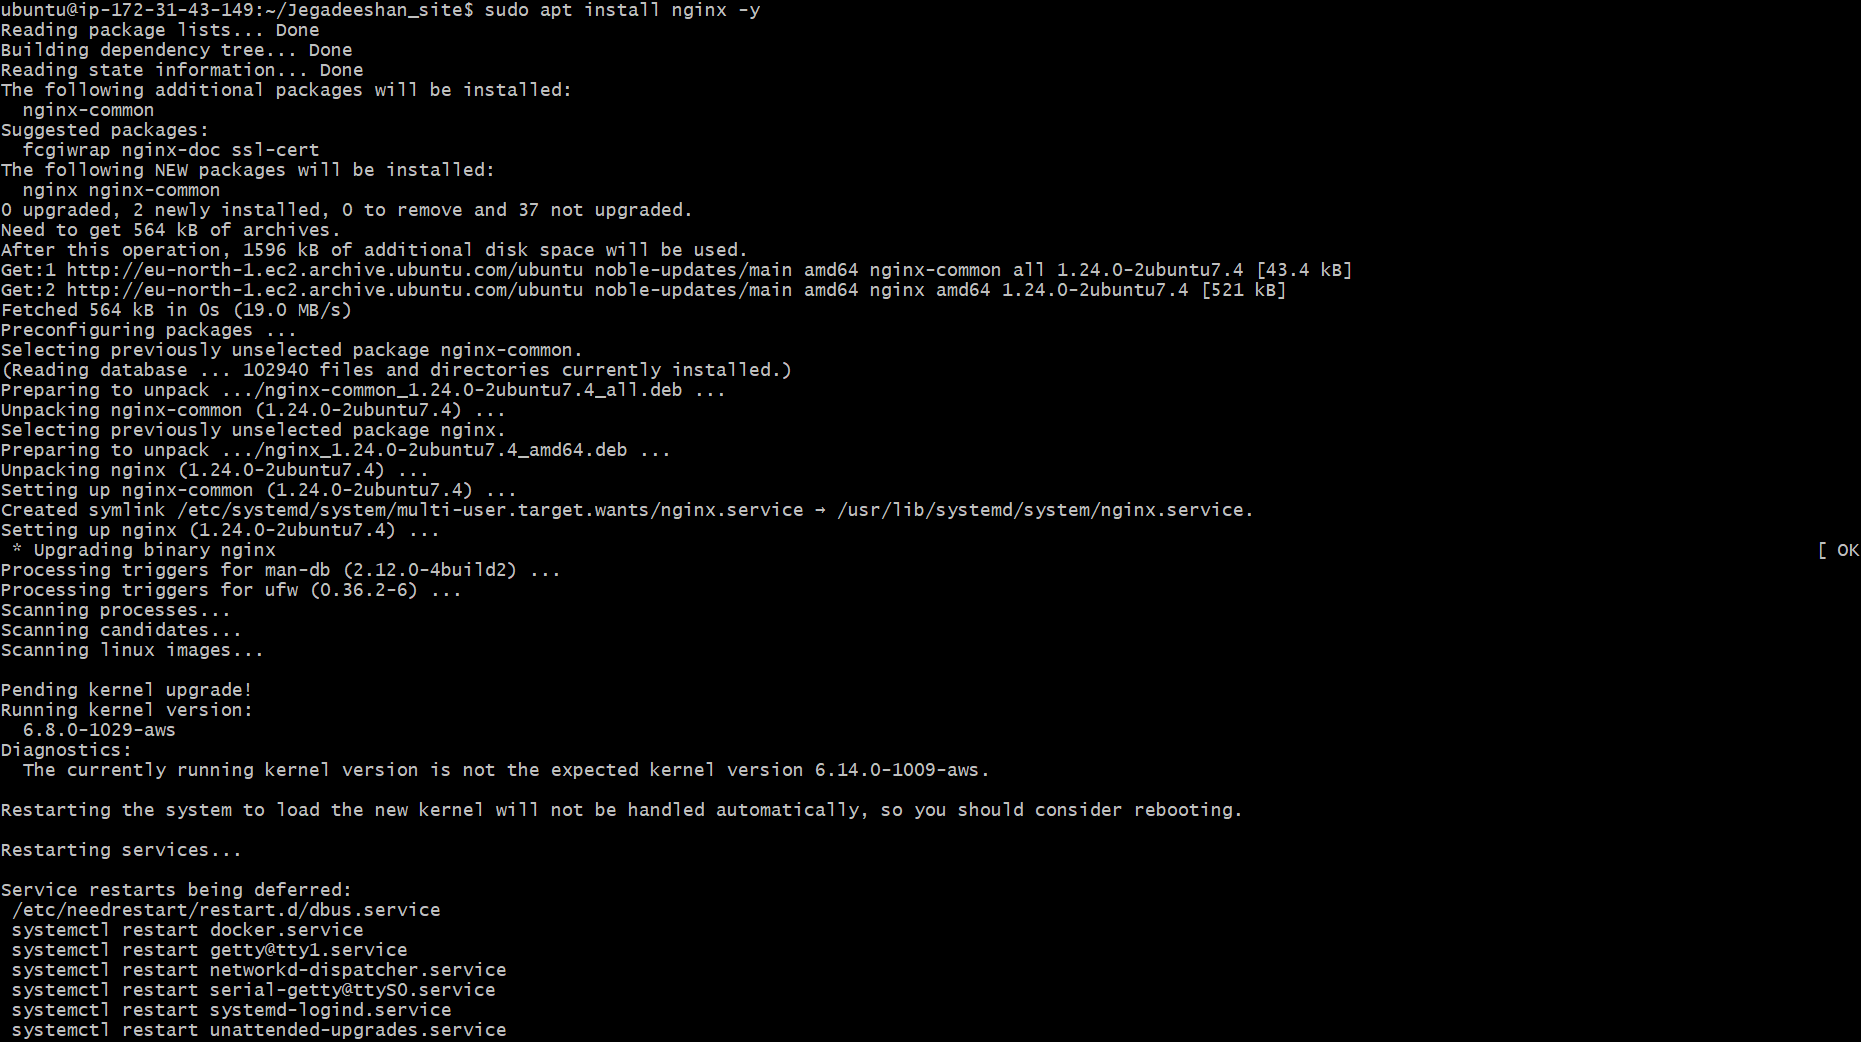 ubuntu@ip-172-31-43-149:~/Jegadeeshan_site$ sudo apt install nginx -y
Reading package lists... Done
Building dependency tree... Done
Reading state information... Done
The following additional packages will be installed:
  nginx-common
Suggested packages:
  fcgiwrap nginx-doc ssl-cert
The following NEW packages will be installed:
  nginx nginx-common
0 upgraded, 2 newly installed, 0 to remove and 37 not upgraded.
Need to get 564 kB of archives.
After this operation, 1596 kB of additional disk space will be used.
Get:1 http://eu-north-1.ec2.archive.ubuntu.com/ubuntu noble-updates/main amd64 nginx-common all 1.24.0-2ubuntu7.4 [43.4 kB]
Get:2 http://eu-north-1.ec2.archive.ubuntu.com/ubuntu noble-updates/main amd64 nginx amd64 1.24.0-2ubuntu7.4 [521 kB]
Fetched 564 kB in 0s (19.0 MB/s)
Preconfiguring packages ...
Selecting previously unselected package nginx-common.
(Reading database ... 102940 files and directories currently installed.)
Preparing to unpack .../nginx-common_1.24.0-2ubuntu7.4_all.deb ...
Unpacking nginx-common (1.24.0-2ubuntu7.4) ...
Selecting previously unselected package nginx.
Preparing to unpack .../nginx_1.24.0-2ubuntu7.4_amd64.deb ...
Unpacking nginx (1.24.0-2ubuntu7.4) ...
Setting up nginx-common (1.24.0-2ubuntu7.4) ...
Created symlink /etc/systemd/system/multi-user.target.wants/nginx.service → /usr/lib/systemd/system/nginx.service.
Setting up nginx (1.24.0-2ubuntu7.4) ...
 * Upgrading binary nginx [ OK
Processing triggers for man-db (2.12.0-4build2) ...
Processing triggers for ufw (0.36.2-6) ...
Scanning processes...
Scanning candidates...
Scanning linux images...

Pending kernel upgrade!
Running kernel version:
  6.8.0-1029-aws
Diagnostics:
  The currently running kernel version is not the expected kernel version 6.14.0-1009-aws.

Restarting the system to load the new kernel will not be handled automatically, so you should consider rebooting.

Restarting services...

Service restarts being deferred:
 /etc/needrestart/restart.d/dbus.service
 systemctl restart docker.service
 systemctl restart getty@tty1.service
 systemctl restart networkd-dispatcher.service
 systemctl restart serial-getty@ttyS0.service
 systemctl restart systemd-logind.service
 systemctl restart unattended-upgrades.service